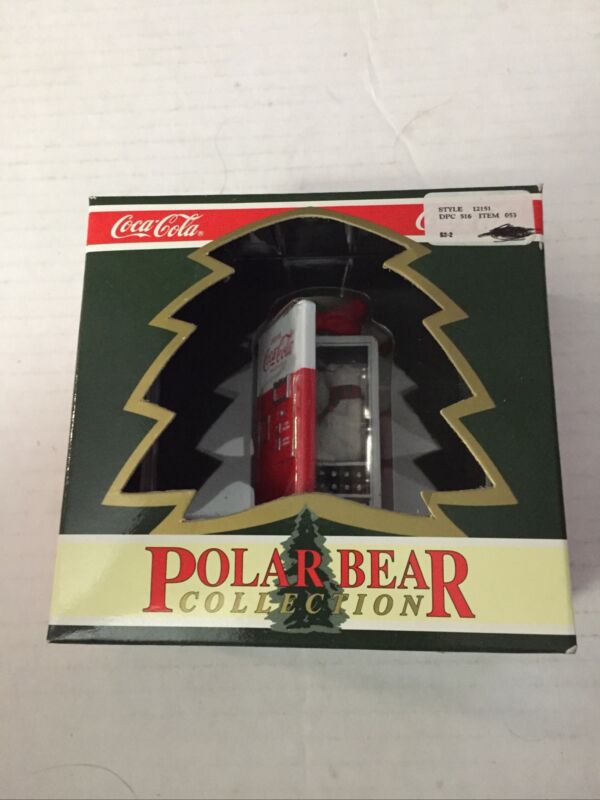 Coca-Cola
STYLE 12151
DPC 516 ITEM 053
Coca-Cola
POLAR BEAR
COLLECTION